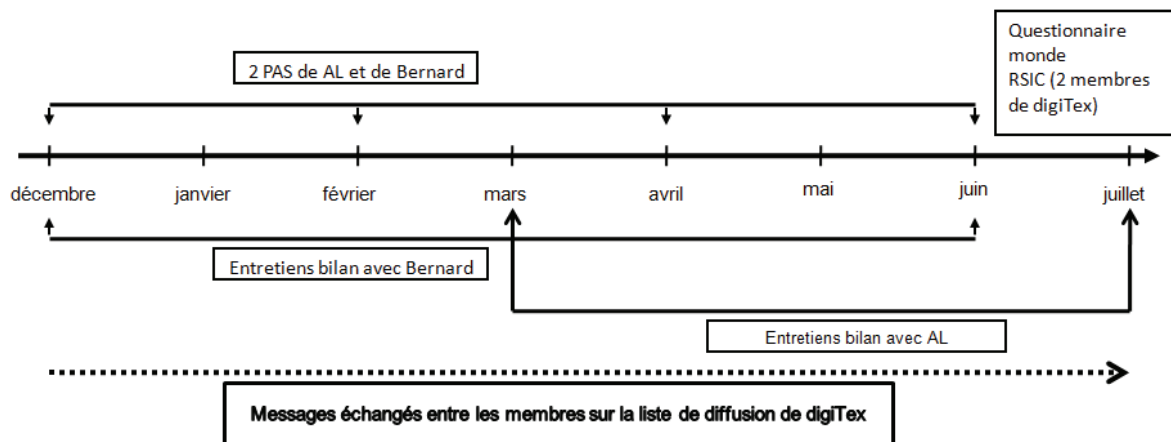 Questionnaire
monde
RSIC (2 membres
de digiTex)
2 PAS de AL et de Bernard
décembre janvier février mars avril mai juin juillet
Entretiens bilan avec Bernard
Entretiens bilan avec AL
Messages échangés entre les membres sur la liste de diffusion de digiTex